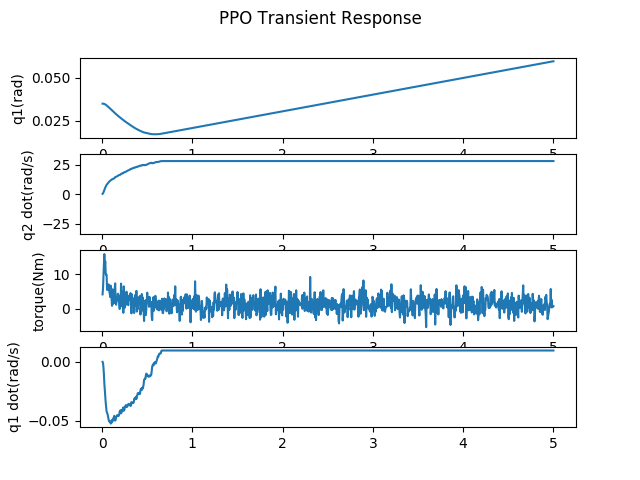 PPO Transient Response
q1(rad)
0.050
0.025
0 1 2 3 4 5
q2 dot(rad/s)
25
0
−25
0 1 2 3 4 5
torque(Nm)
10
0
0 1 2 3 4 5
q1 dot(rad/s)
0.00
−0.05
0 1 2 3 4 5